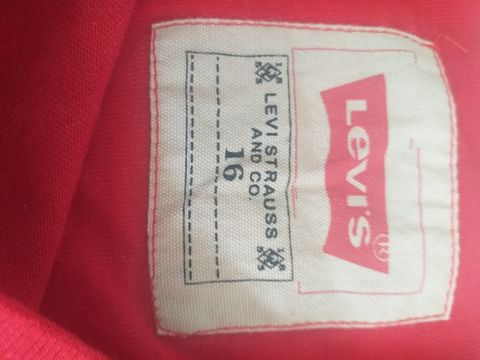 LEVI'S®
LEVI STRAUSS
AND CO.
16